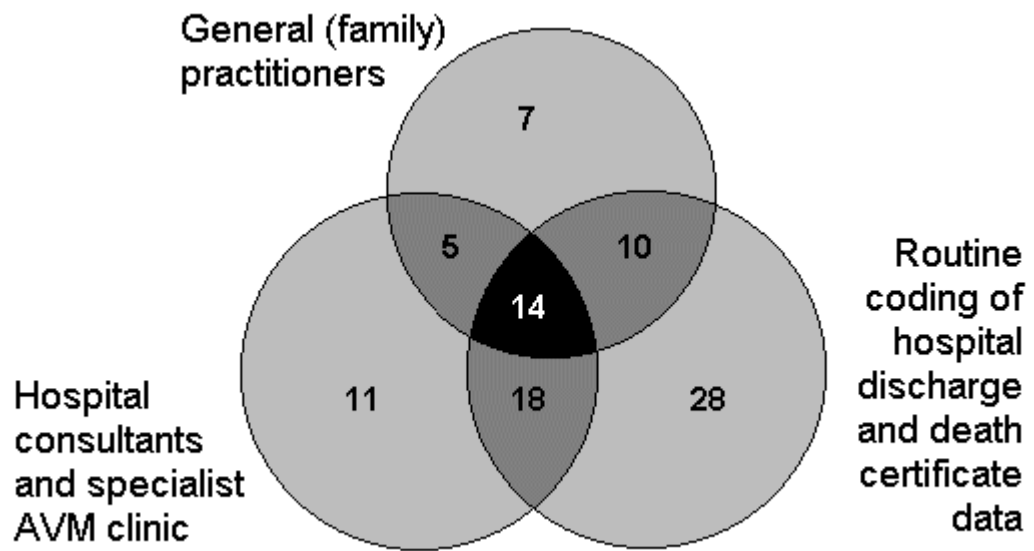 General (family)
practitioners
7
5
10
14
Routine
coding of
hospital
discharge
and death
certificate
data
Hospital
consultants
and specialist
AVM clinic
11
18
28